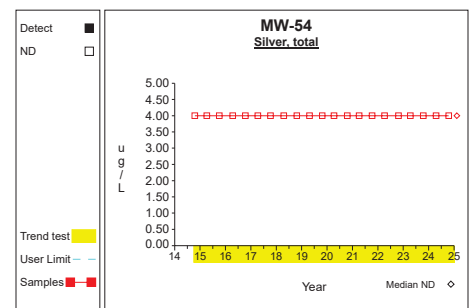 Detect
ND
Trend test
User Limit
Samples
MW-54
Silver, total
5.00
4.50
4.00
3.50
3.00
2.50
2.00
1.50
1.00
0.50
0.00
u
g
/
L
14 15 16 17 18 19 20 21 22 23 24 25
Year
Median ND